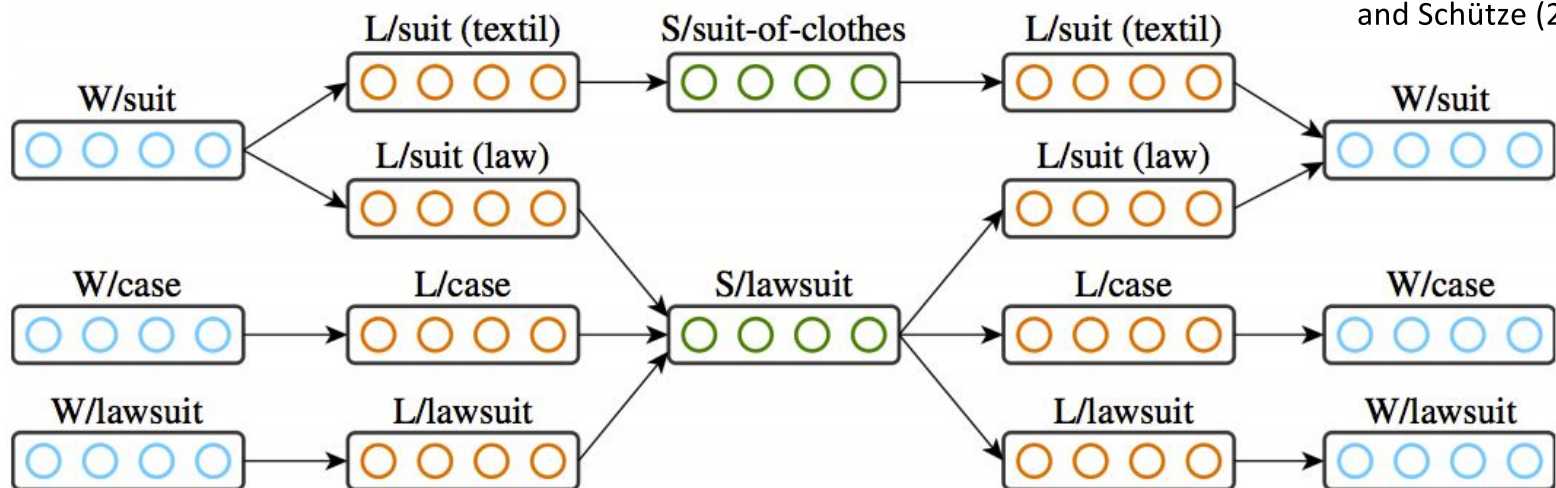 and Schütze (2
L/suit (textil) S/suit-of-clothes L/suit (textil)
W/suit W/suit
L/suit (law) L/suit (law)
W/case L/case S/lawsuit L/case W/case
W/lawsuit L/lawsuit L/lawsuit W/lawsuit